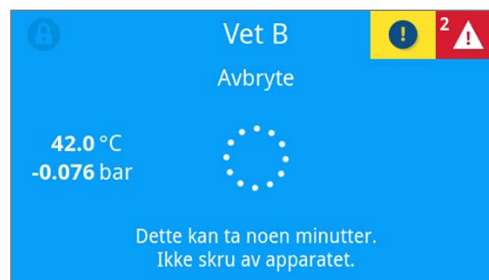 Vet B
2
Avbryte
42.0 °C
-0.076 bar
Dette kan ta noen minutter.
Ikke skru av apparatet.